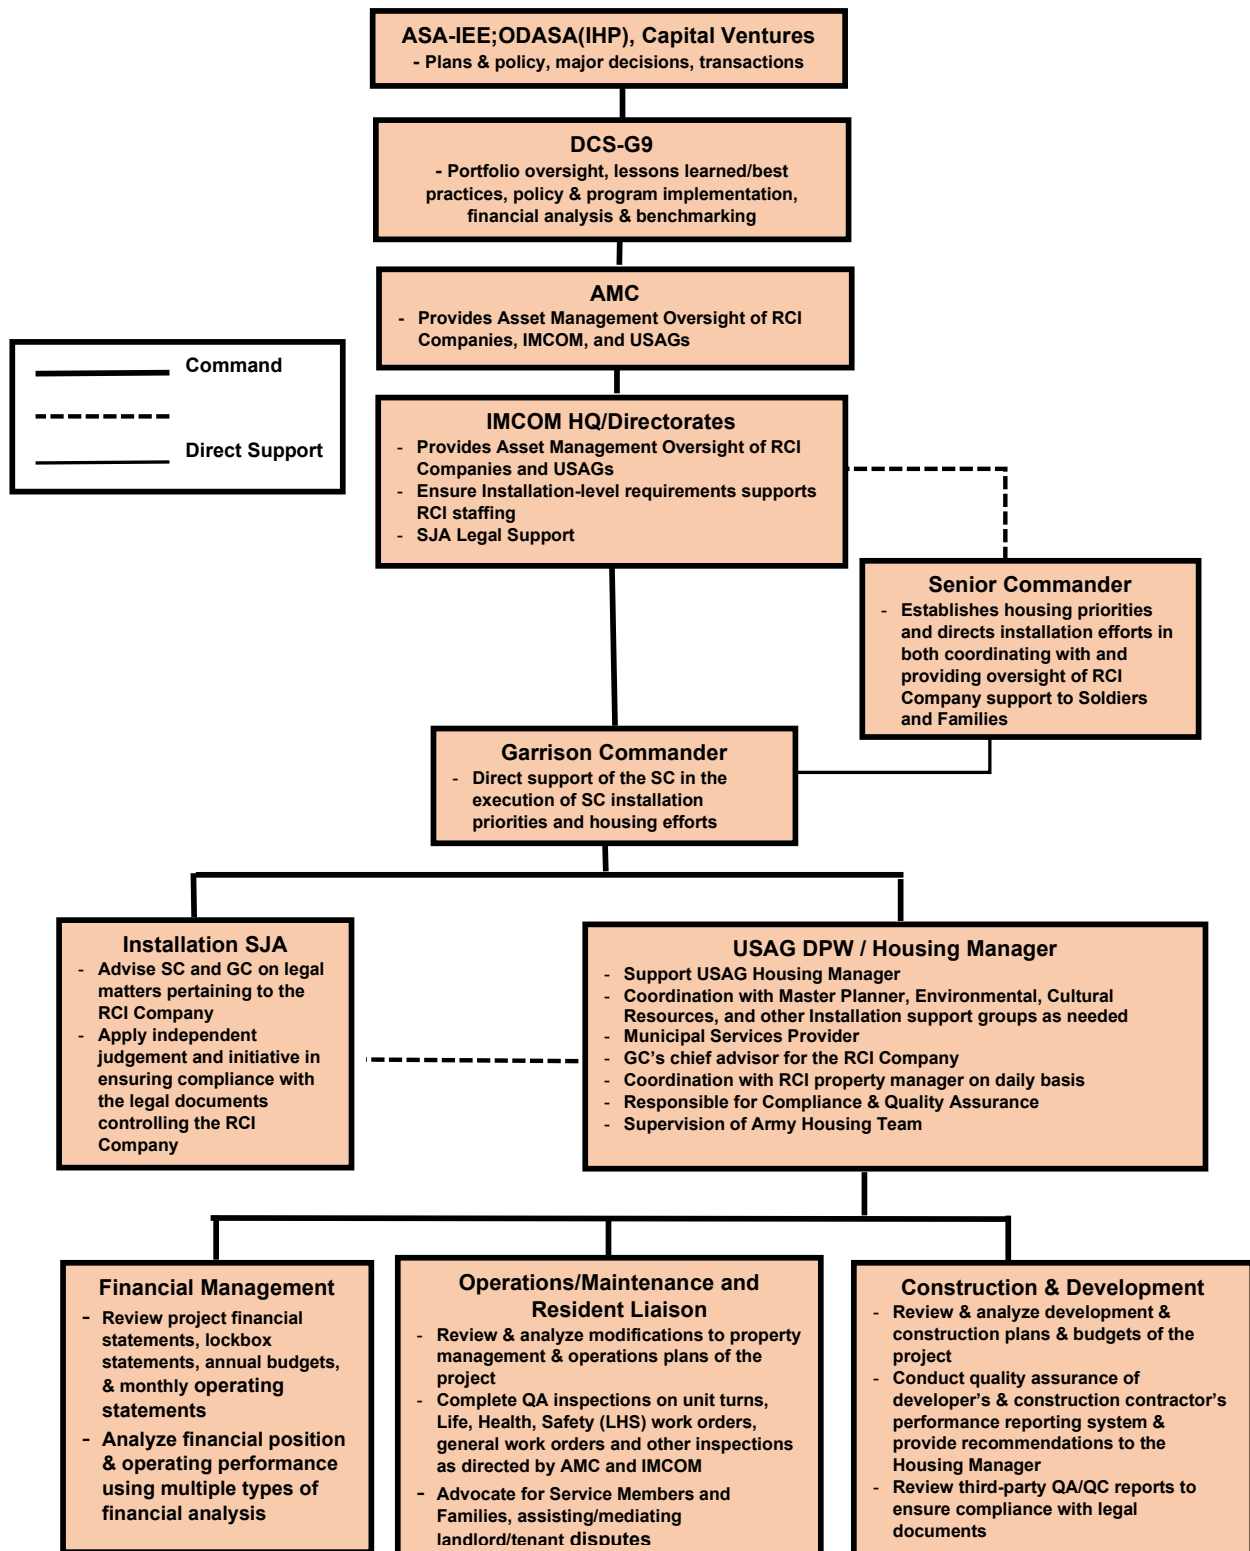 ASA-IEE;ODASA(IHP), Capital Ventures
- Plans & policy, major decisions, transactions
DCS-G9
- Portfolio oversight, lessons learned/best
practices, policy & program implementation,
financial analysis & benchmarking
AMC
- Provides Asset Management Oversight of RCI
Companies, IMCOM, and USAGs
Command
Direct Support
IMCOM HQ/Directorates
- Provides Asset Management Oversight of RCI
Companies and USAGs
- Ensure Installation-level requirements supports
RCI staffing
- SJA Legal Support
Senior Commander
- Establishes housing priorities
and directs installation efforts in
both coordinating with and
providing oversight of RCI
Company support to Soldiers
and Families
Garrison Commander
- Direct support of the SC in the
execution of SC installation
priorities and housing efforts
Installation SJA
- Advise SC and GC on legal
matters pertaining to the
RCI Company
- Apply independent
judgement and initiative in
ensuring compliance with
the legal documents
controlling the RCI
Company
USAG DPW / Housing Manager
- Support USAG Housing Manager
- Coordination with Master Planner, Environmental, Cultural
Resources, and other Installation support groups as needed
- Municipal Services Provider
- GC's chief advisor for the RCI Company
- Coordination with RCI property manager on daily basis
- Responsible for Compliance & Quality Assurance
- Supervision of Army Housing Team
Financial Management
- Review project financial
statements, lockbox
statements, annual budgets,
& monthly operating
statements
- Analyze financial position
& operating performance
using multiple types of
financial analysis
Operations/Maintenance and
Resident Liaison
- Review & analyze modifications to property
management & operations plans of the
project
- Complete QA inspections on unit turns,
Life, Health, Safety (LHS) work orders,
general work orders and other inspections
as directed by AMC and IMCOM
- Advocate for Service Members and
Families, assisting/mediating
landlord/tenant disputes
Construction & Development
- Review & analyze development &
construction plans & budgets of the
project
- Conduct quality assurance of
developer's & construction contractor's
performance reporting system &
provide recommendations to the
Housing Manager
- Review third-party QA/QC reports to
ensure compliance with legal
documents